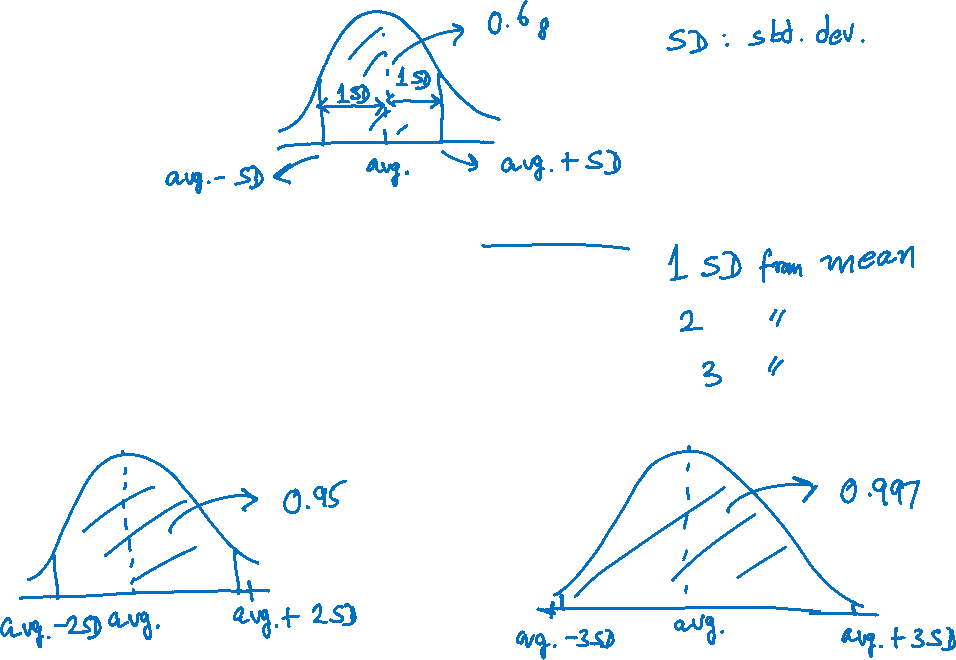 0.68
SD : std. dev.
1SD 1SD
avg. - SD avg. avg. + SD
1 SD from mean
2 "
3 "
0.95
avg. - 2SD avg. avg. + 2SD
0.997
avg. - 3SD avg. avg. + 3SD